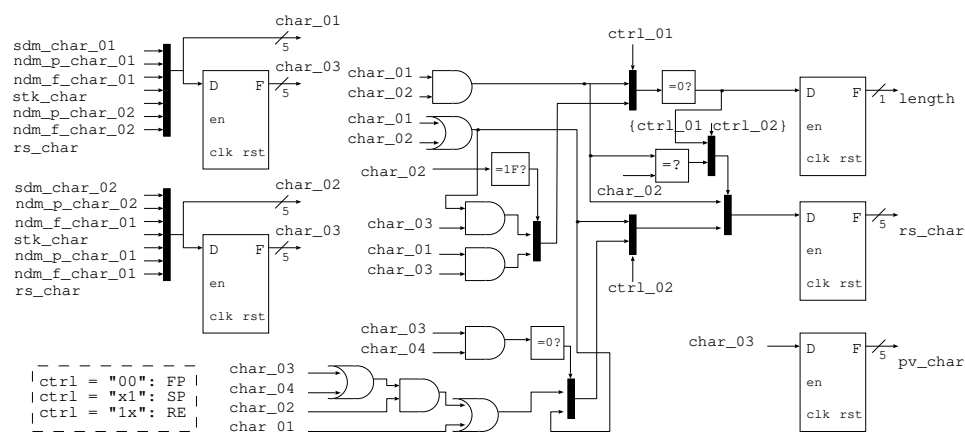 char_01
5
sdm_char_01
ndm_p_char_01
ndm_f_char_01
stk_char
ndm_p_char_02
ndm_f_char_02
rs_char
D F
en
clk rst
char_03
5
sdm_char_02
ndm_p_char_02
ndm_f_char_01
stk_char
ndm_p_char_01
ndm_f_char_01
rs_char
char_02
5
D F
en
clk rst
char_03
5
ctrl = "00": FP
ctrl = "x1": SP
ctrl = "1x": RE
char_01
char_02
char_01
char_02
char_02
=1F?
char_03
char_01
char_03
ctrl_01
=0?
{ctrl_01 ctrl_02}
=?
char_02
ctrl_02
char_03
char_04
=0?
char_03
char_04
char_02
char_01
D F
en
clk rst
1
length
D F
en
clk rst
5
rs_char
char_03
D F
en
clk rst
5
pv_char